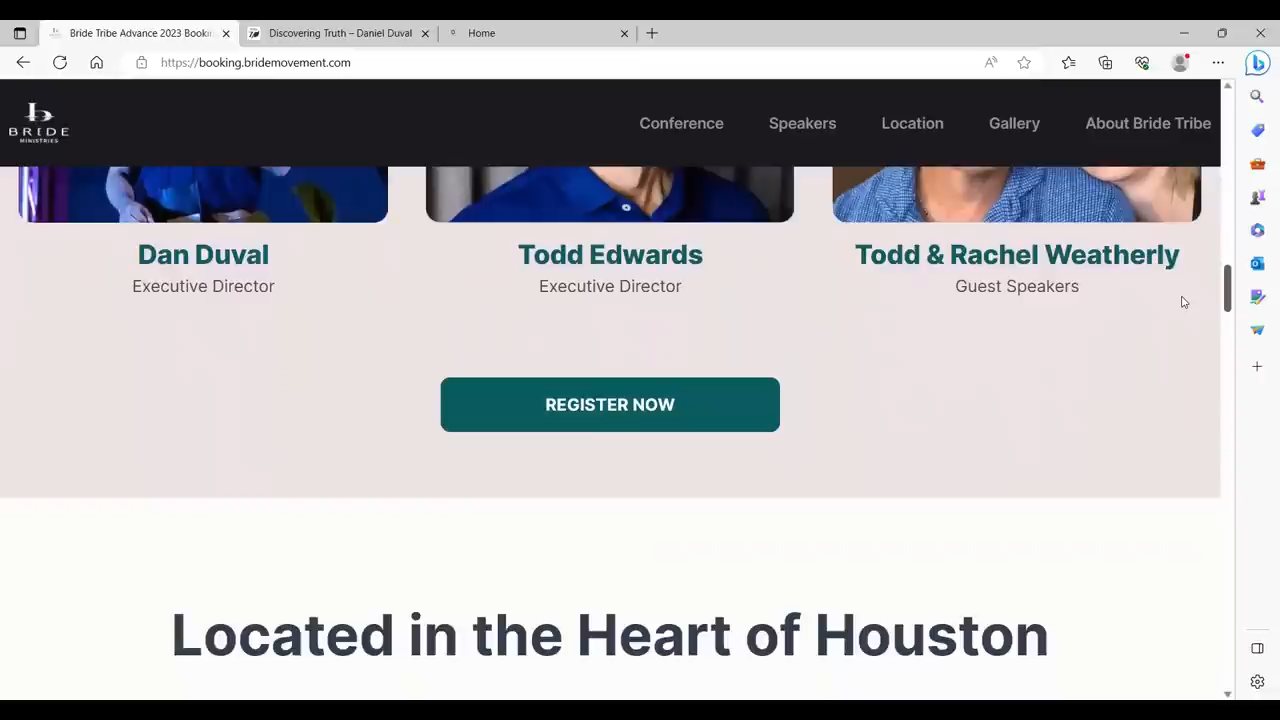 Bride Tribe Advance 2023 Bookin
Discovering Truth – Daniel Duval
Home
https://booking.bridemovement.com
BRIDE
MINISTRIES
Conference
Speakers
Location
Gallery
About Bride Tribe
Dan Duval
Executive Director
Todd Edwards
Executive Director
Todd & Rachel Weatherly
Guest Speakers
REGISTER NOW
Located in the Heart of Houston